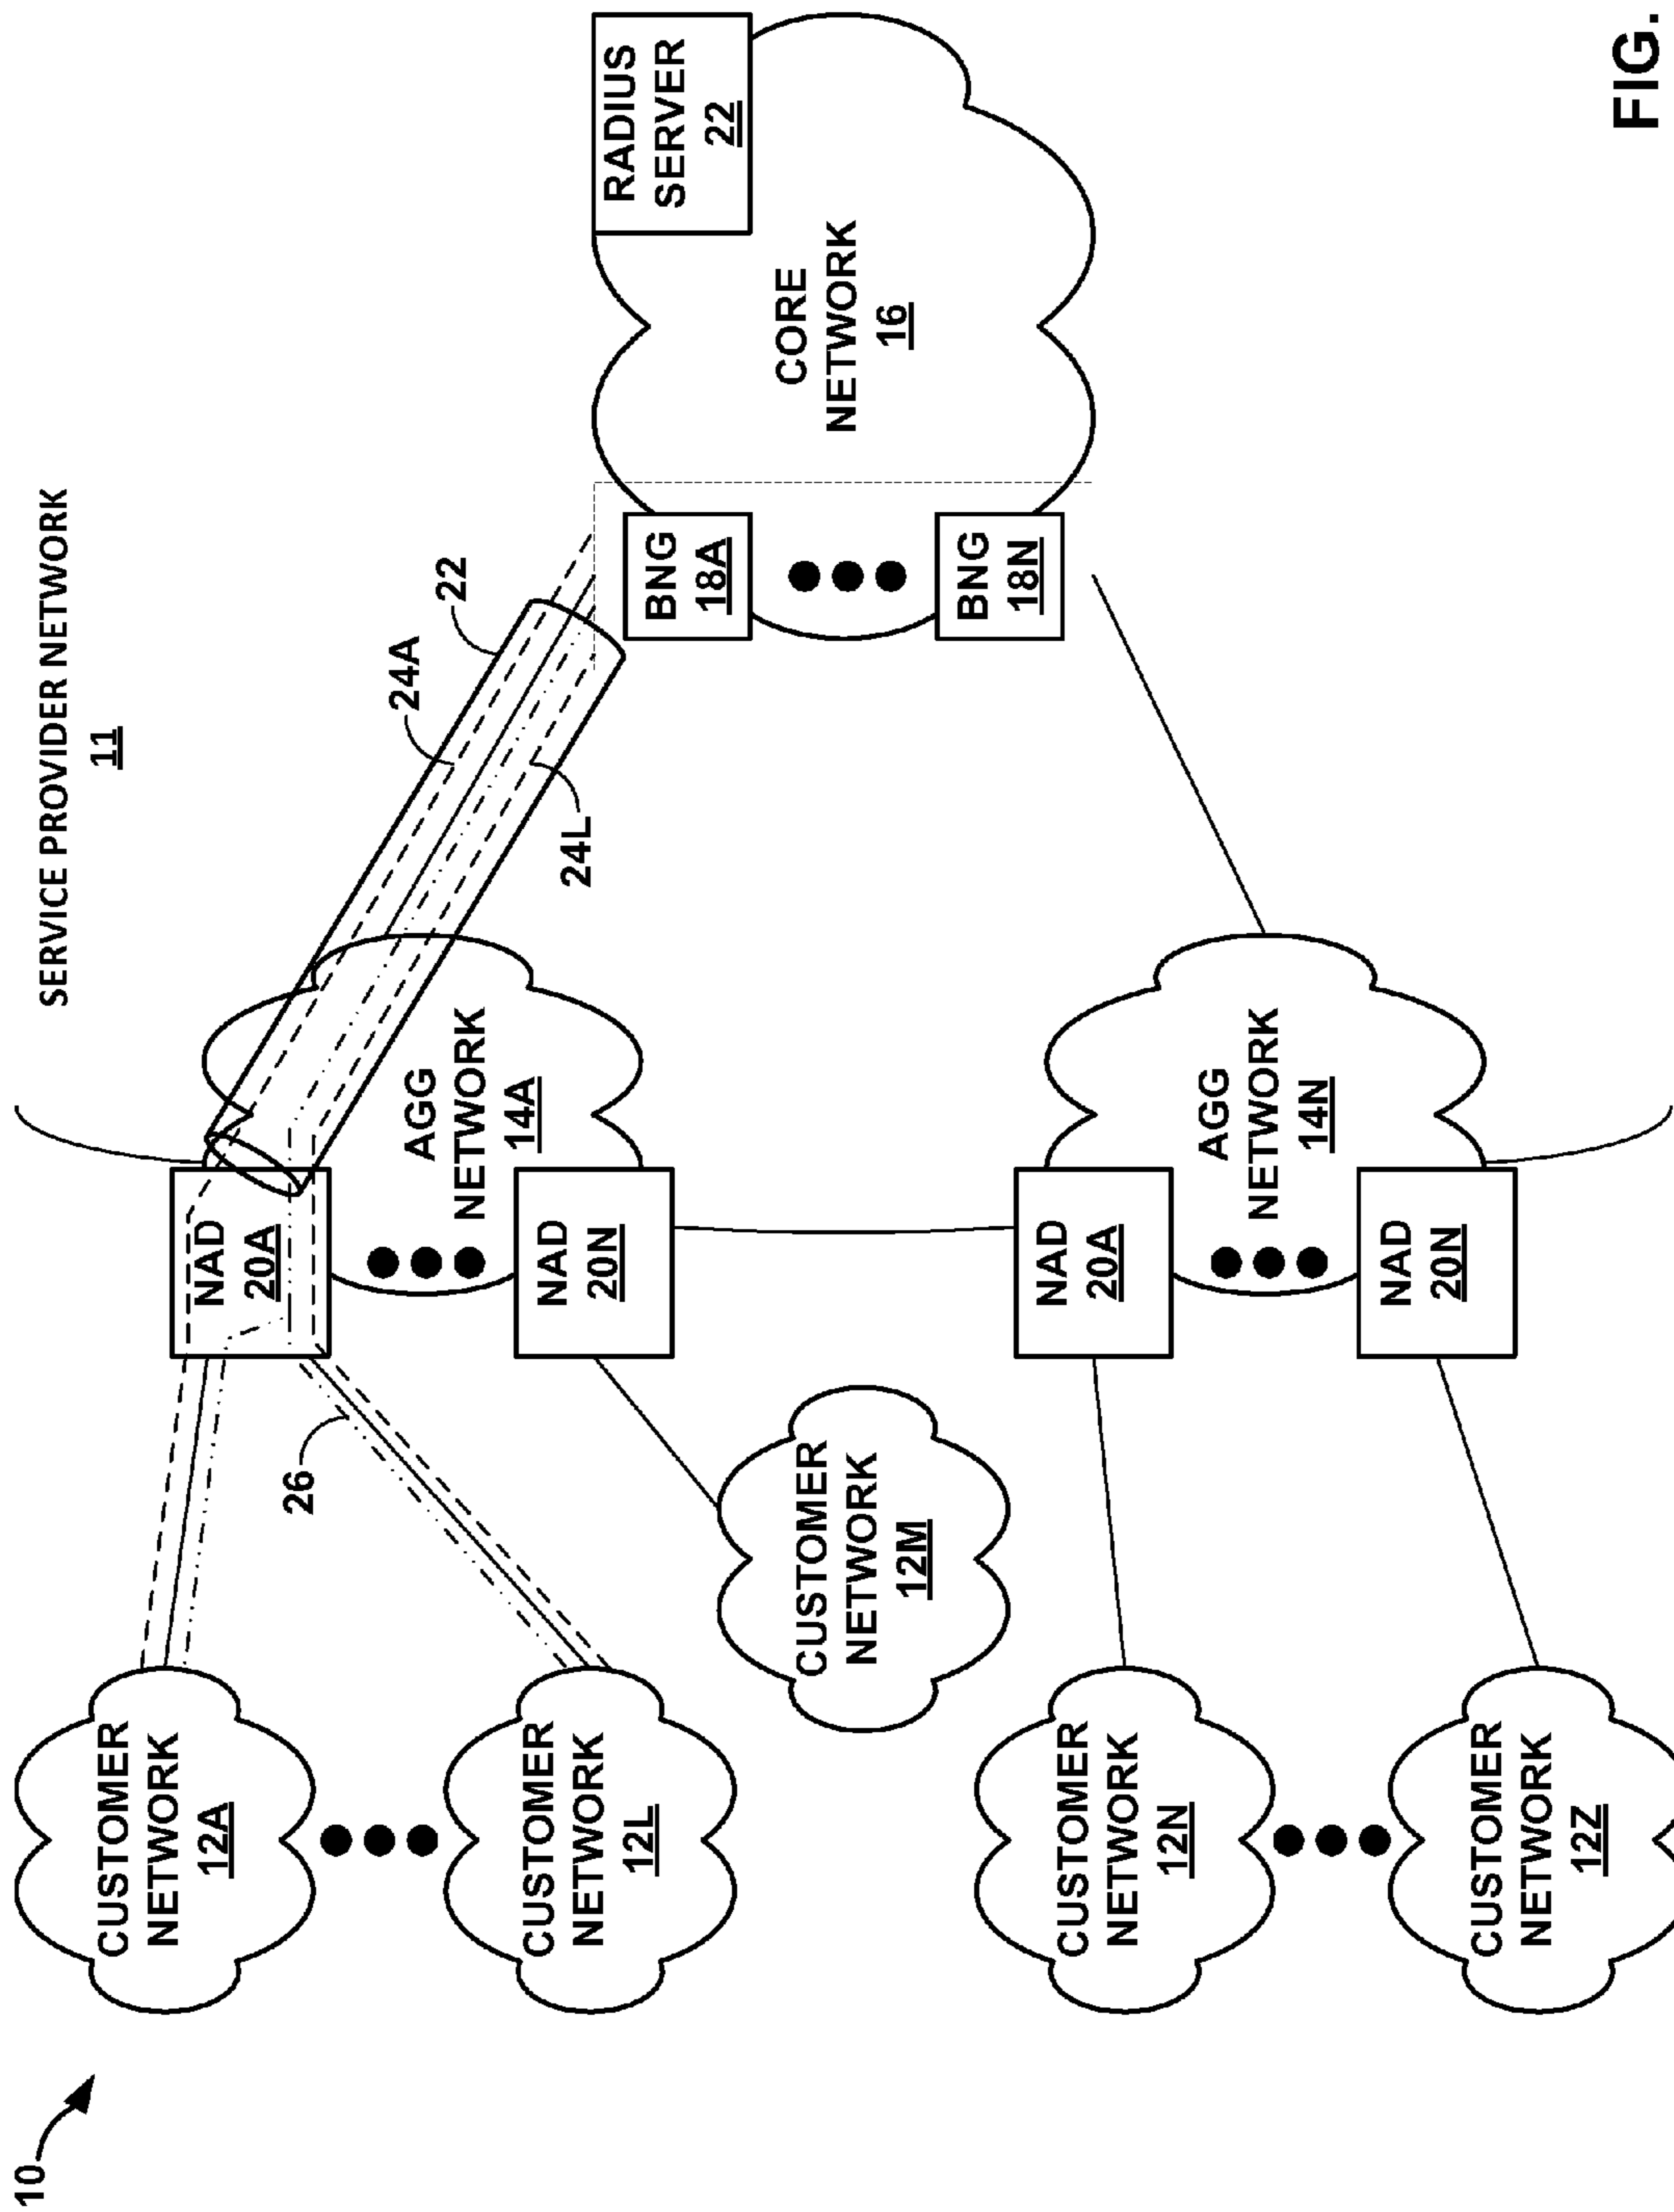 10
SERVICE PROVIDER NETWORK
11
CUSTOMER
NETWORK
12A
CUSTOMER
NETWORK
12L
CUSTOMER
NETWORK
12M
CUSTOMER
NETWORK
12N
CUSTOMER
NETWORK
12Z
26
NAD
20A
NAD
20N
AGG
NETWORK
14A
NAD
20A
NAD
20N
AGG
NETWORK
14N
24A
22
24L
BNG
18A
BNG
18N
CORE
NETWORK
16
RADIUS
SERVER
22
FIG.